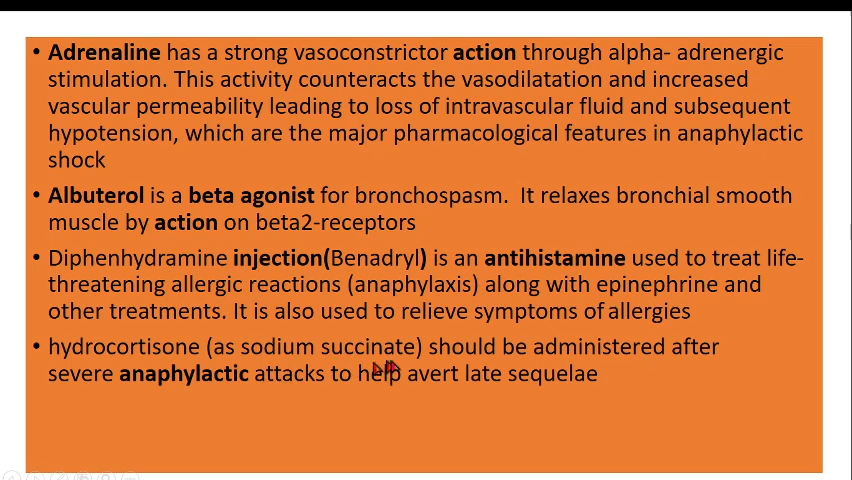 • Adrenaline has a strong vasoconstrictor action through alpha- adrenergic
stimulation. This activity counteracts the vasodilatation and increased
vascular permeability leading to loss of intravascular fluid and subsequent
hypotension, which are the major pharmacological features in anaphylactic
shock
• Albuterol is a beta agonist for bronchospasm. It relaxes bronchial smooth
muscle by action on beta2-receptors
• Diphenhydramine injection(Benadryl) is an antihistamine used to treat life-
threatening allergic reactions (anaphylaxis) along with epinephrine and
other treatments. It is also used to relieve symptoms of allergies
• hydrocortisone (as sodium succinate) should be administered after
severe anaphylactic attacks to help avert late sequelae